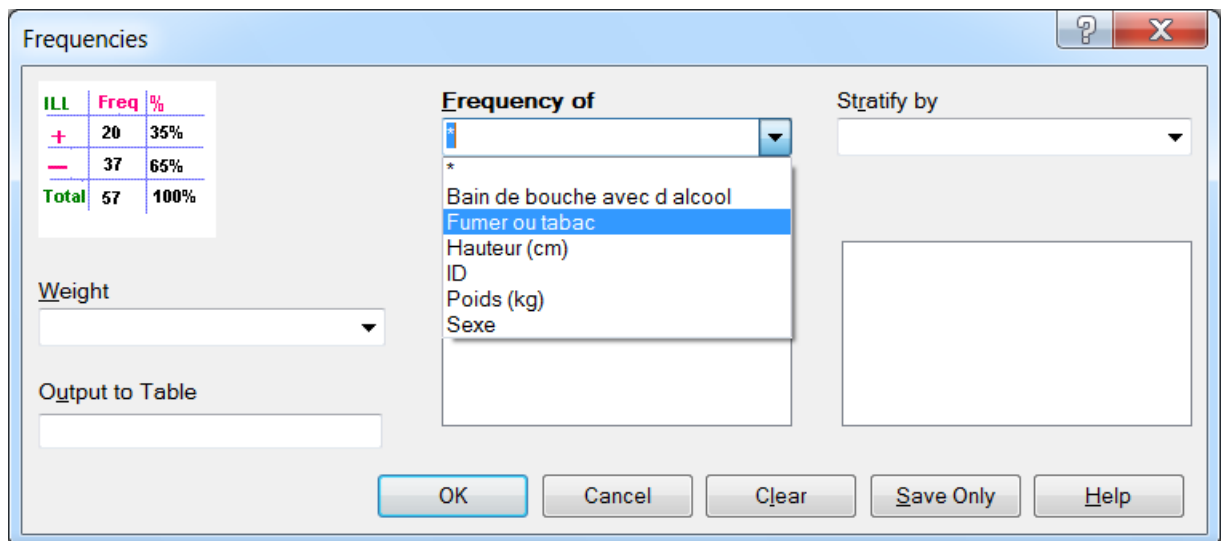 Frequencies
ILL Freq %
+ 20 35%
— 37 65%
Total 57 100%
Weight
Output to Table
Frequency of
*
*
Bain de bouche avec d alcool
Fumer ou tabac
Hauteur (cm)
ID
Poids (kg)
Sexe
Stratify by
OK Cancel Clear Save Only Help